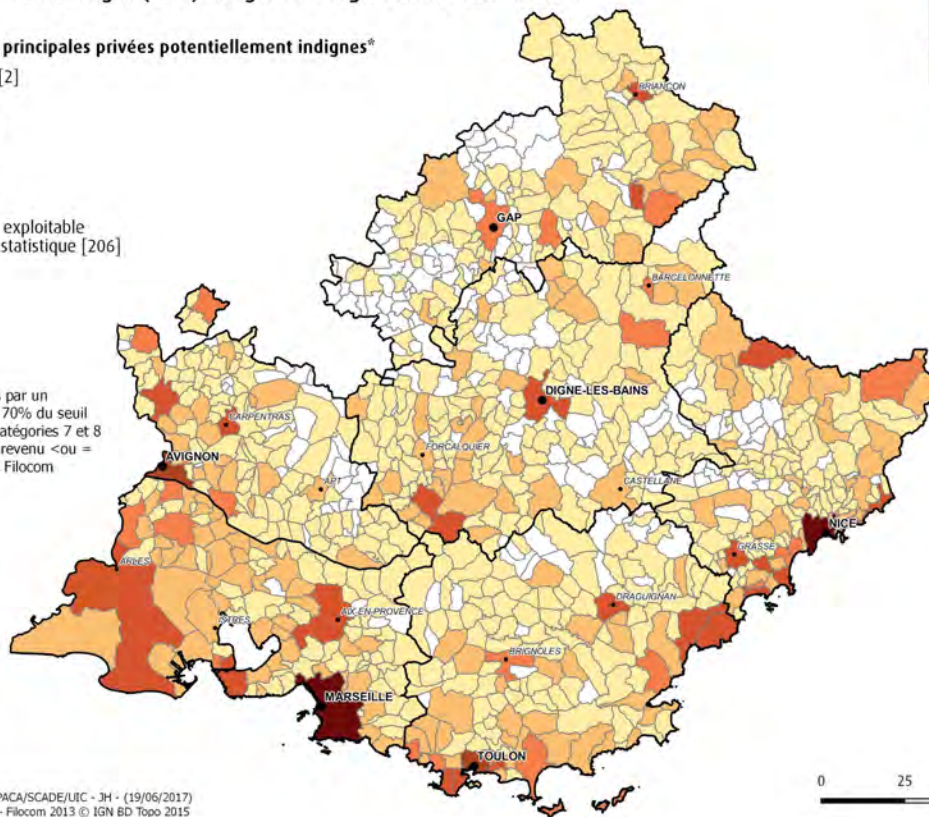 principales privées potentiellement indignes*
[2]
exploitable
statistique [206]
par un
70% du seuil
atégories 7 et 8
revenu <ou =
Filocom
BRIANÇON
GAP
BARCELONNETTE
DIGNE-LES-BAINS
CARPENTRAS
FORCALQUIER
AVIGNON
APT
CASTELLANE
NICE
GRASSE
ARLES
DRAGUIGNAN
ISTRES
AIX-EN-PROVENCE
BRIGNOLES
MARSEILLE
TOULON
0 25
PACA/SCADE/UIC - JH - (19/06/2017)
- Filocom 2013 © IGN BD Topo 2015